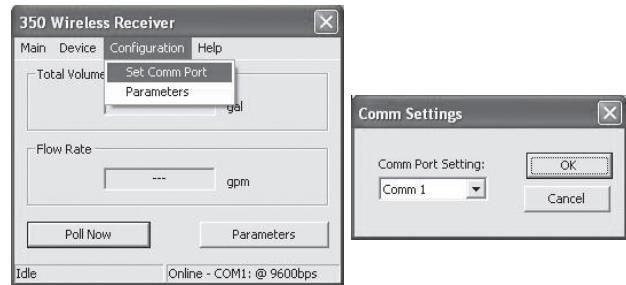 350 Wireless Receiver
Main Device Configuration Help
Set Comm Port
Parameters
Total Volume
gal
Flow Rate
--- gpm
Poll Now Parameters
Idle Online - COM1: @ 9600bps
Comm Settings
Comm Port Setting:
Comm 1
OK
Cancel